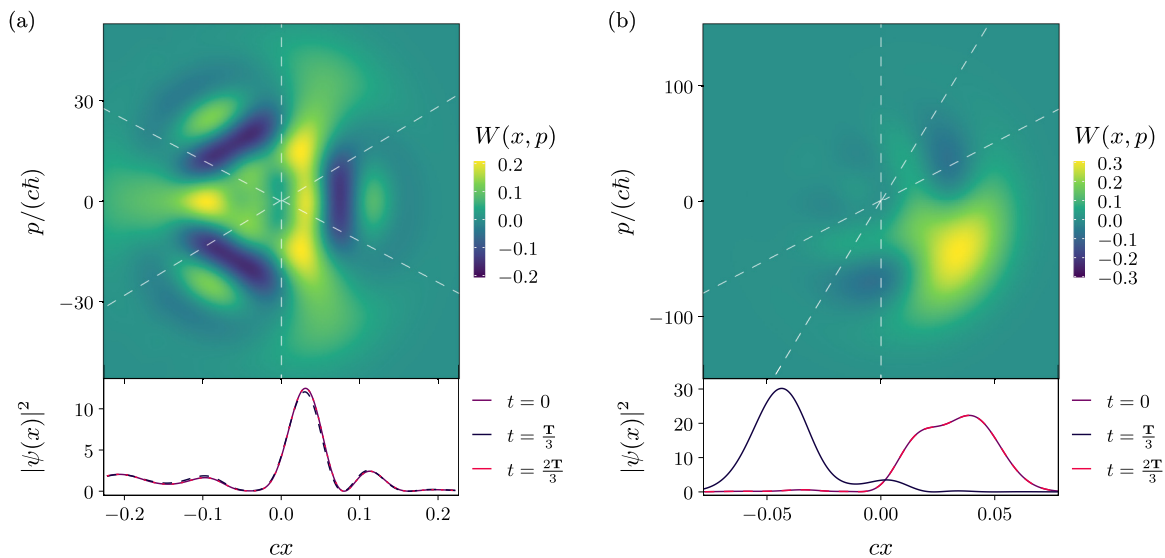 (a)
30
0
−30
p/(cħ)
W(x, p)
0.2
0.1
0.0
−0.1
−0.2
10
5
0
|ψ(x)|²
t = 0
t = T/3
t = 2T/3
−0.2
−0.1
0.0
0.1
0.2
cx
(b)
100
0
−100
p/(cħ)
W(x, p)
0.3
0.2
0.1
0.0
−0.1
−0.2
−0.3
30
20
10
0
|ψ(x)|²
t = 0
t = T/3
t = 2T/3
−0.05
0.00
0.05
cx